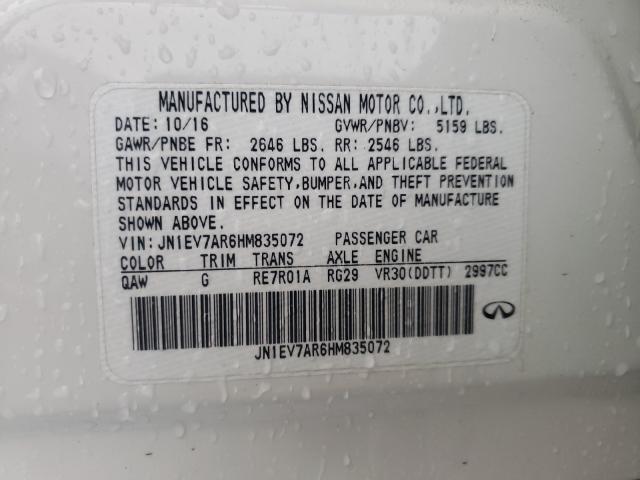 MANUFACTURED BY NISSAN MOTOR CO.,LTD.
DATE: 10/16 GVWR/PNBV: 5159 LBS.
GAWR/PNBE FR: 2646 LBS. RR: 2546 LBS.
THIS VEHICLE CONFORMS TO ALL APPLICABLE FEDERAL
MOTOR VEHICLE SAFETY,BUMPER,AND THEFT PREVENTION
STANDARDS IN EFFECT ON THE DATE OF MANUFACTURE
SHOWN ABOVE.
VIN: JN1EV7AR6HM835072 PASSENGER CAR
COLOR TRIM TRANS AXLE ENGINE
QAW G RE7R01A RG29 VR30(DDTT) 2997CC
JN1EV7AR6HM835072